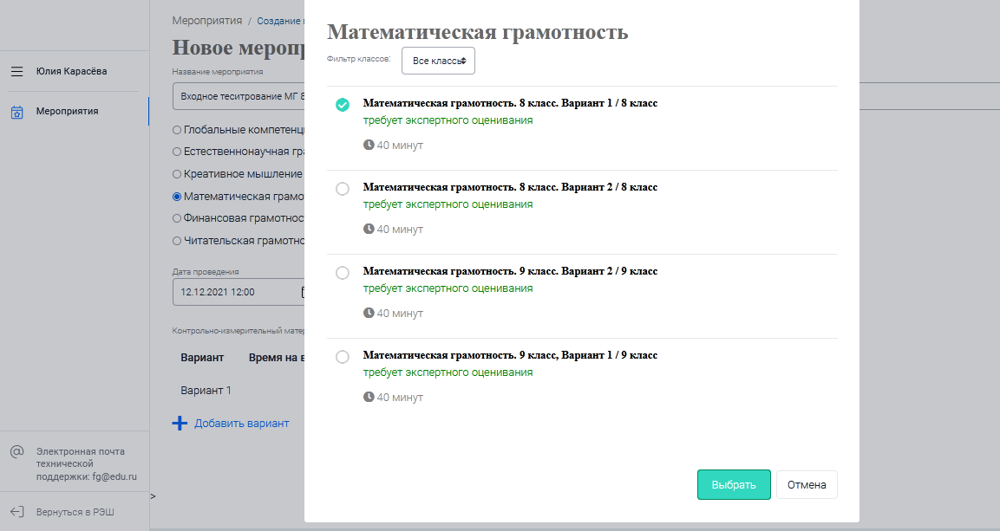 Юлия Карасёва
Мероприятия
Электронная почта
технической
поддержки: fg@edu.ru
Вернуться в РЭШ
Мероприятия / Создание
Новое мероп
Название мероприятия
Входное теситрование МГ 8
Глобальные компетенц
Естественнонаучная гра
Креативное мышление
Математическая грамо
Финансовая грамотнос
Читательская грамотно
Дата проведения
12.12.2021 12:00
Контрольно-измерительный матер
Вариант Время на в
Вариант 1
Добавить вариант
>
Математическая грамотность
Фильтр классов:
Все классы
Математическая грамотность. 8 класс. Вариант 1 / 8 класс
требует экспертного оценивания
40 минут
Математическая грамотность. 8 класс. Вариант 2 / 8 класс
требует экспертного оценивания
40 минут
Математическая грамотность. 9 класс. Вариант 2 / 9 класс
требует экспертного оценивания
40 минут
Математическая грамотность. 9 класс, Вариант 1 / 9 класс
требует экспертного оценивания
40 минут
Выбрать
Отмена